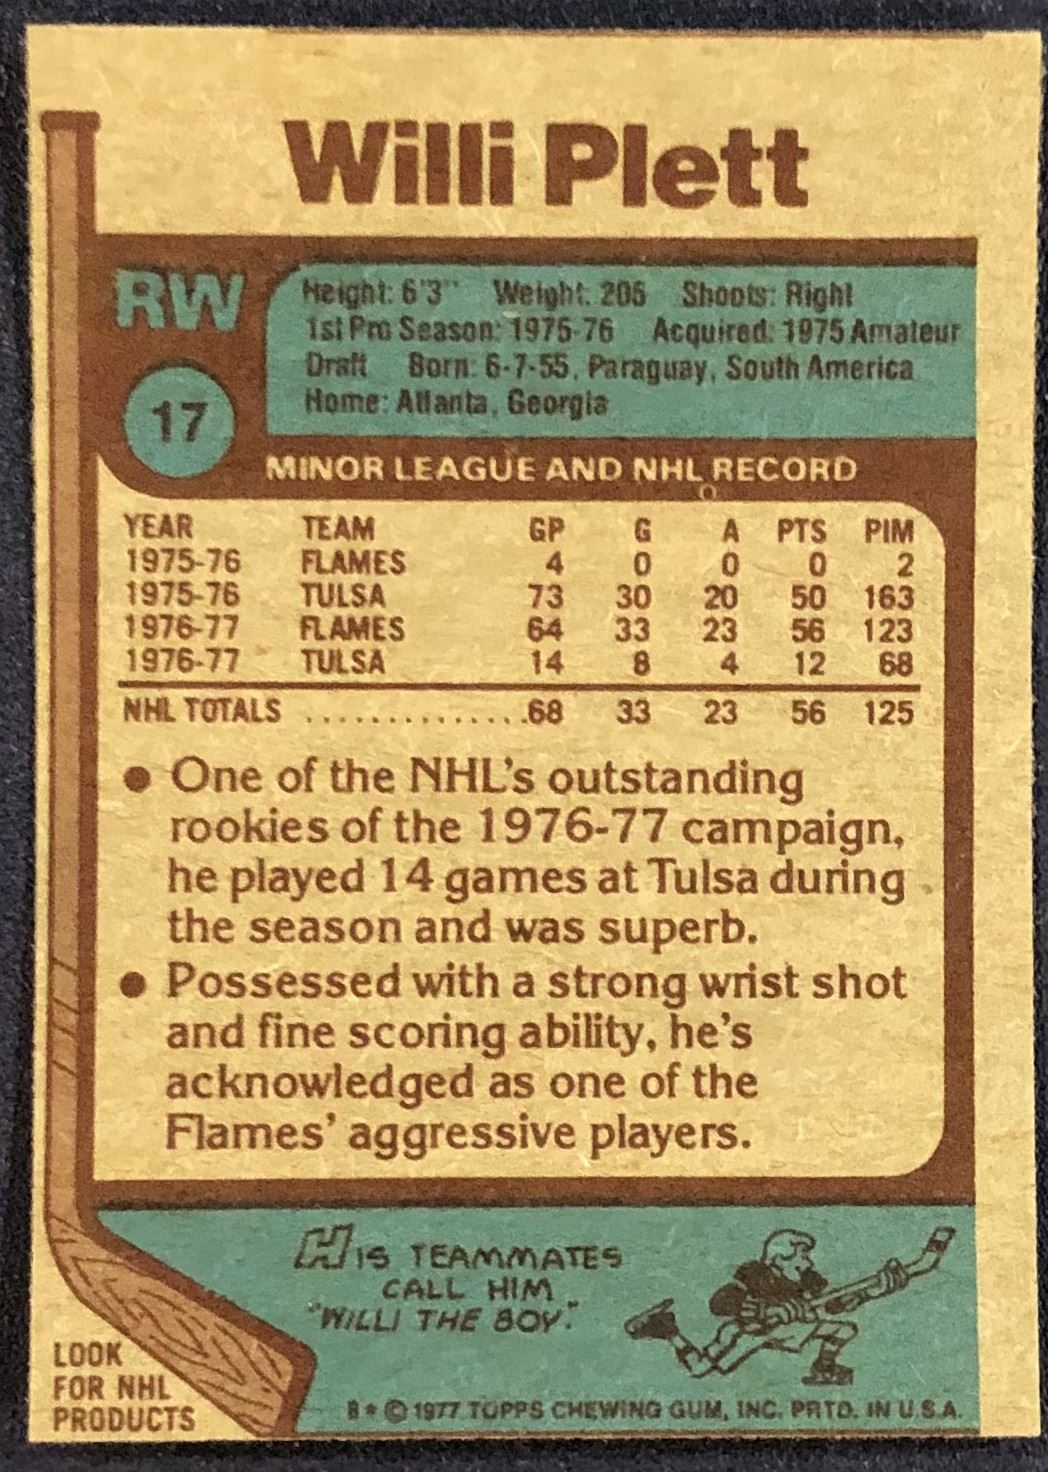 Willi Plett
RW
Height: 6'3" Weight: 205 Shoots: Right
1st Pro Season: 1975-76 Acquired: 1975 Amateur
Draft Born: 6-7-55, Paraguay, South America
Home: Atlanta, Georgia
17
MINOR LEAGUE AND NHL RECORD
YEAR TEAM GP G A PTS PIM
1975-76 FLAMES 4 0 0 0 2
1975-76 TULSA 73 30 20 50 163
1976-77 FLAMES 64 33 23 56 123
1976-77 TULSA 14 8 4 12 68
NHL TOTALS ..............68 33 23 56 125
● One of the NHL's outstanding
rookies of the 1976-77 campaign,
he played 14 games at Tulsa during
the season and was superb.
● Possessed with a strong wrist shot
and fine scoring ability, he's
acknowledged as one of the
Flames' aggressive players.
HIS TEAMMATES
CALL HIM
"WILLI THE BOY."
LOOK
FOR NHL
PRODUCTS
B * © 1977 TOPPS CHEWING GUM, INC. PRTD. IN U.S.A.